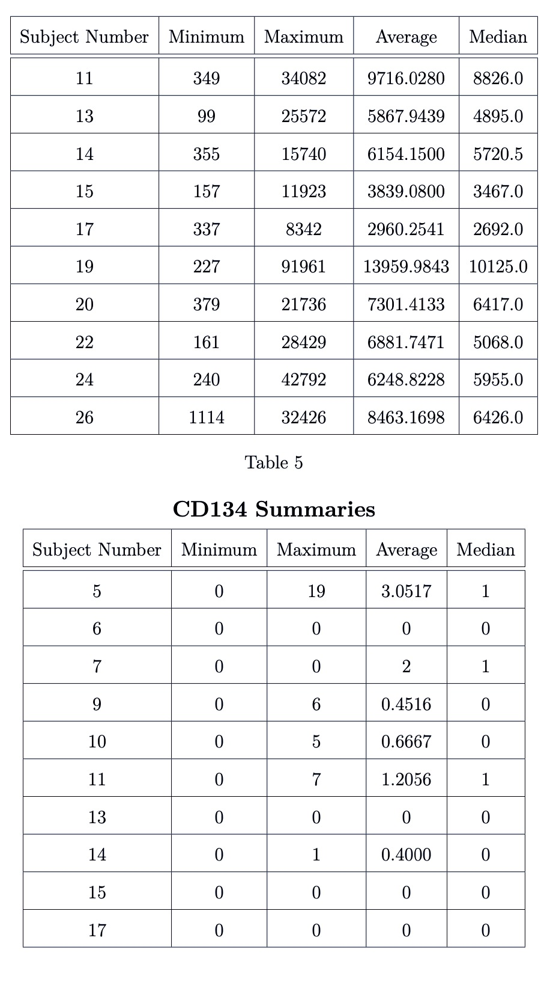 Subject Number Minimum Maximum Average Median
11 349 34082 9716.0280 8826.0
13 99 25572 5867.9439 4895.0
14 355 15740 6154.1500 5720.5
15 157 11923 3839.0800 3467.0
17 337 8342 2960.2541 2692.0
19 227 91961 13959.9843 10125.0
20 379 21736 7301.4133 6417.0
22 161 28429 6881.7471 5068.0
24 240 42792 6248.8228 5955.0
26 1114 32426 8463.1698 6426.0
Table 5
CD134 Summaries
Subject Number Minimum Maximum Average Median
5 0 19 3.0517 1
6 0 0 0 0
7 0 0 2 1
9 0 6 0.4516 0
10 0 5 0.6667 0
11 0 7 1.2056 1
13 0 0 0 0
14 0 1 0.4000 0
15 0 0 0 0
17 0 0 0 0